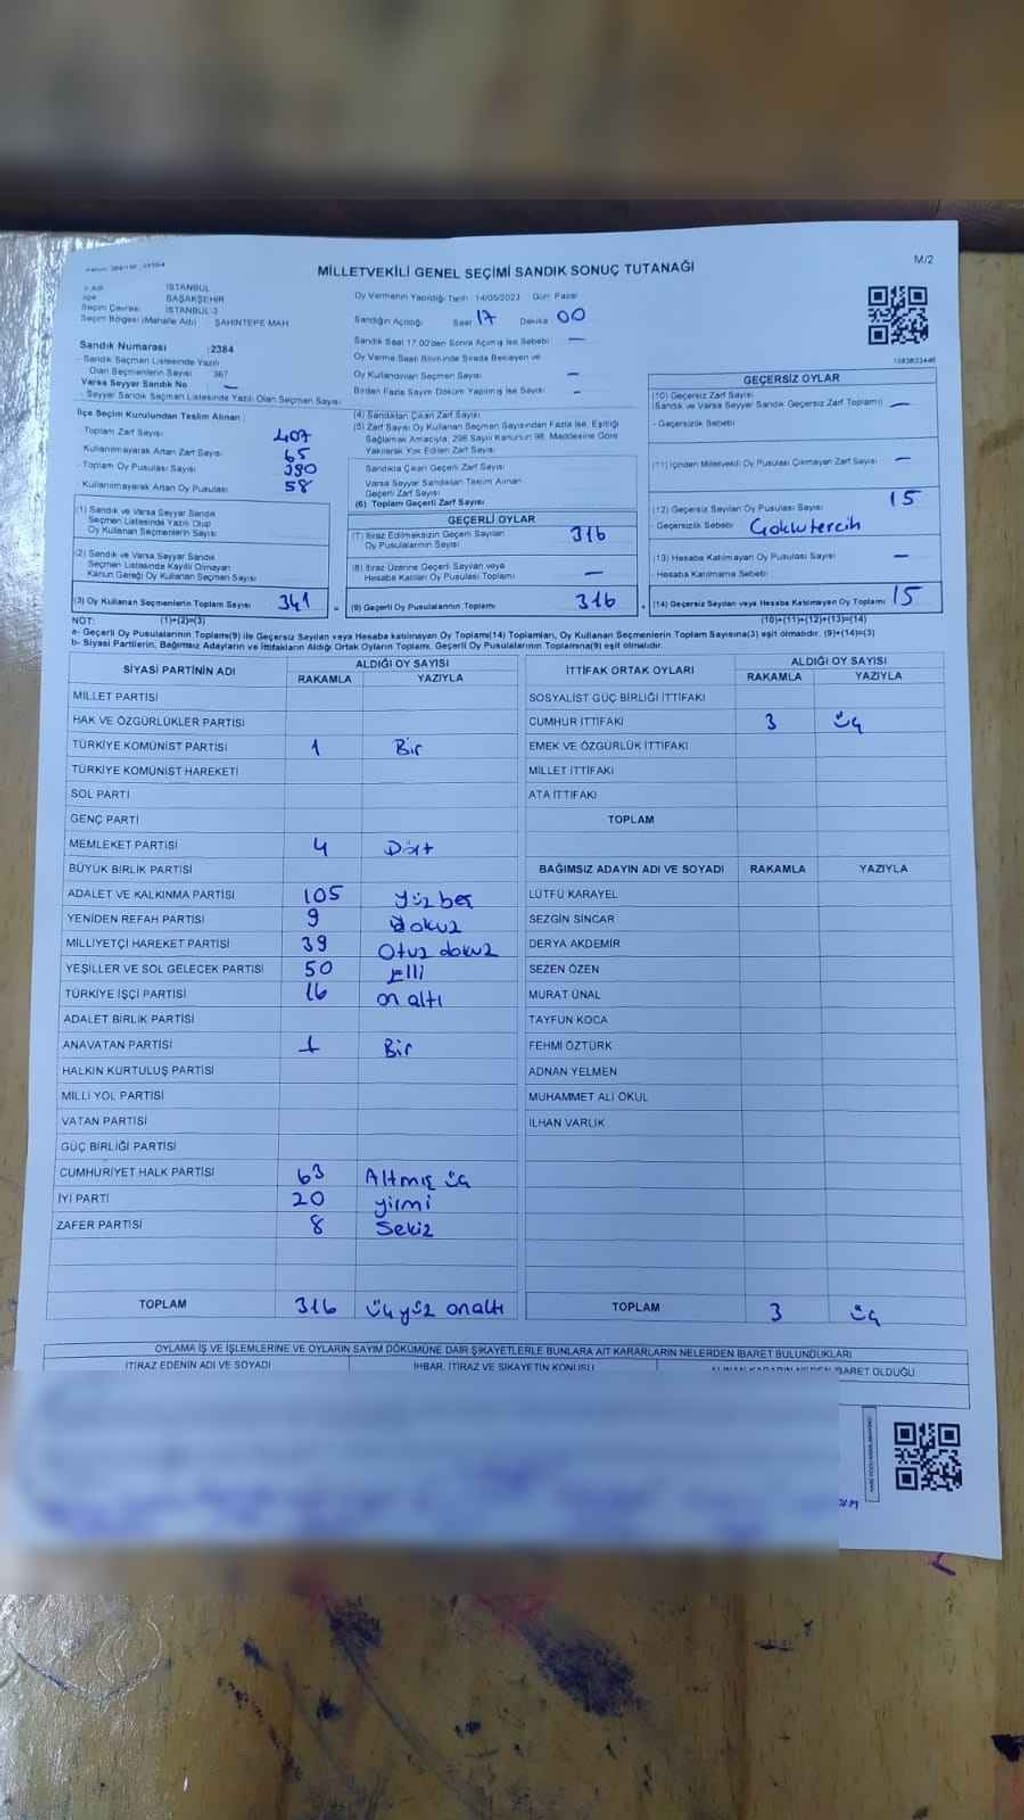 MİLLETVEKİLİ GENEL SEÇİMİ SANDIK SONUÇ TUTANAĞI
M/2
İSTANBUL
BAŞAKŞEHİR
İSTANBUL-3
Seçim Bölgesi (Mahalle Adı) ŞAHİNTEPE MAH.
Oy Vermenin Yapıldığı Tarih 14/05/2023 Gün Pazar
Sandığın Açılışı Saat 17 Dakika 00
Sandık Numarası :2384
Sandık Seçmen Listesinde Yazılı
Olan Seçmenlerin Sayısı 367
Varsa Seyyar Sandık No —
Seyyar Sandık Seçmen Listesinde Yazılı Olan Seçmen Sayısı
Sandık Saat 17.00'den Sonra Açılmış İse Sebebi —
Oy Verme Saati Bitiminde Sırada Bekleyen ve
Oy Kullandırılan Seçmen Sayısı —
Birden Fazla Sayım Döküm Yapılmış İse Sayısı —
İlçe Seçim Kurulundan Teslim Alınan
Toplam Zarf Sayısı 407
Kullanılmayarak Artan Zarf Sayısı 65
Toplam Oy Pusulası Sayısı 390
Kullanılmayarak Artan Oy Pusulası 58
(1) Sandık ve Varsa Seyyar Sandık
Seçmen Listesinde Yazılı Olup
Oy Kullanan Seçmenlerin Sayısı
(2) Sandık ve Varsa Seyyar Sandık
Seçmen Listesinde Kayıtlı Olmayan
Kanun Gereği Oy Kullanan Seçmen Sayısı
(3) Oy Kullanan Seçmenlerin Toplam Sayısı 341
(4) Sandıktan Çıkan Zarf Sayısı
(5) Zarf Sayısı Oy Kullanan Seçmen Sayısından Fazla İse, Eşitliği
Sağlamak Amacıyla, 298 Sayılı Kanunun 98. Maddesine Göre
Yakılarak Yok Edilen Zarf Sayısı
Sandıkta Çıkan Geçerli Zarf Sayısı
Varsa Seyyar Sandıktan Teslim Alınan
Geçerli Zarf Sayısı
(6) Toplam Geçerli Zarf Sayısı
GEÇERLİ OYLAR
(7) İtiraz Edilmeksizin Geçerli Sayılan
Oy Pusulalarının Sayısı 316
(8) İtiraz Üzerine Geçerli Sayılan veya
Hesaba Katılan Oy Pusulası Toplamı —
(9) Geçerli Oy Pusulalarının Toplamı 316
GEÇERSİZ OYLAR
(10) Geçersiz Zarf Sayısı
(Sandık ve Varsa Seyyar Sandık Geçersiz Zarf Toplamı) —
- Geçersizlik Sebebi
(11) İçinden Milletvekili Oy Pusulası Çıkmayan Zarf Sayısı —
(12) Geçersiz Sayılan Oy Pusulası Sayısı 15
Geçersizlik Sebebi Çoklu tercih
(13) Hesaba Katılmayan Oy Pusulası Sayısı —
- Hesaba Katılmama Sebebi
(14) Geçersiz Sayılan veya Hesaba Katılmayan Oy Toplamı 15
NOT: (1)+(2)=(3)
(10)+(11)+(12)+(13)=(14)
a- Geçerli Oy Pusulalarının Toplamı(9) ile Geçersiz Sayılan veya Hesaba katılmayan Oy Toplamı(14) Toplamları, Oy Kullanan Seçmenlerin Toplam Sayısına(3) eşit olmalıdır. (9)+(14)=(3)
b- Siyasi Partilerin, Bağımsız Adayların ve İttifakların Aldığı Ortak Oyların Toplamı, Geçerli Oy Pusulalarının Toplamına(9) eşit olmalıdır.
SİYASİ PARTİNİN ADI ALDIĞI OY SAYISI
RAKAMLA YAZIYLA
MİLLET PARTİSİ
HAK VE ÖZGÜRLÜKLER PARTİSİ
TÜRKİYE KOMÜNİST PARTİSİ 1 Bir
TÜRKİYE KOMÜNİST HAREKETİ
SOL PARTİ
GENÇ PARTİ
MEMLEKET PARTİSİ 4 Dört
BÜYÜK BİRLİK PARTİSİ
ADALET VE KALKINMA PARTİSİ 105 yüz beş
YENİDEN REFAH PARTİSİ 9 Dokuz
MİLLİYETÇİ HAREKET PARTİSİ 39 Otuz dokuz
YEŞİLLER VE SOL GELECEK PARTİSİ 50 Elli
TÜRKİYE İŞÇİ PARTİSİ 16 on altı
ADALET BİRLİK PARTİSİ
ANAVATAN PARTİSİ 1 Bir
HALKIN KURTULUŞ PARTİSİ
MİLLİ YOL PARTİSİ
VATAN PARTİSİ
GÜÇ BİRLİĞİ PARTİSİ
CUMHURİYET HALK PARTİSİ 63 Altmış üç
İYİ PARTİ 20 yirmi
ZAFER PARTİSİ 8 Sekiz
TOPLAM 316 üç yüz onaltı
İTTİFAK ORTAK OYLARI ALDIĞI OY SAYISI
RAKAMLA YAZIYLA
SOSYALİST GÜÇ BİRLİĞİ İTTİFAKI
CUMHUR İTTİFAKI 3 üç
EMEK VE ÖZGÜRLÜK İTTİFAKI
MİLLET İTTİFAKI
ATA İTTİFAKI
TOPLAM
BAĞIMSIZ ADAYIN ADI VE SOYADI RAKAMLA YAZIYLA
LÜTFÜ KARAYEL
SEZGİN SİNCAR
DERYA AKDEMİR
SEZEN ÖZEN
MURAT ÜNAL
TAYFUN KOCA
FEHMİ ÖZTÜRK
ADNAN YELMEN
MUHAMMET ALİ OKUL
İLHAN VARLIK
TOPLAM 3 üç
OYLAMA İŞ VE İŞLEMLERİNE VE OYLARIN SAYIM DÖKÜMÜNE DAİR ŞİKAYETLERLE BUNLARA AİT KARARLARIN NELERDEN İBARET BULUNDUKLARI
İTİRAZ EDENİN ADI VE SOYADI İHBAR, İTİRAZ VE ŞİKAYETİN KONUSU